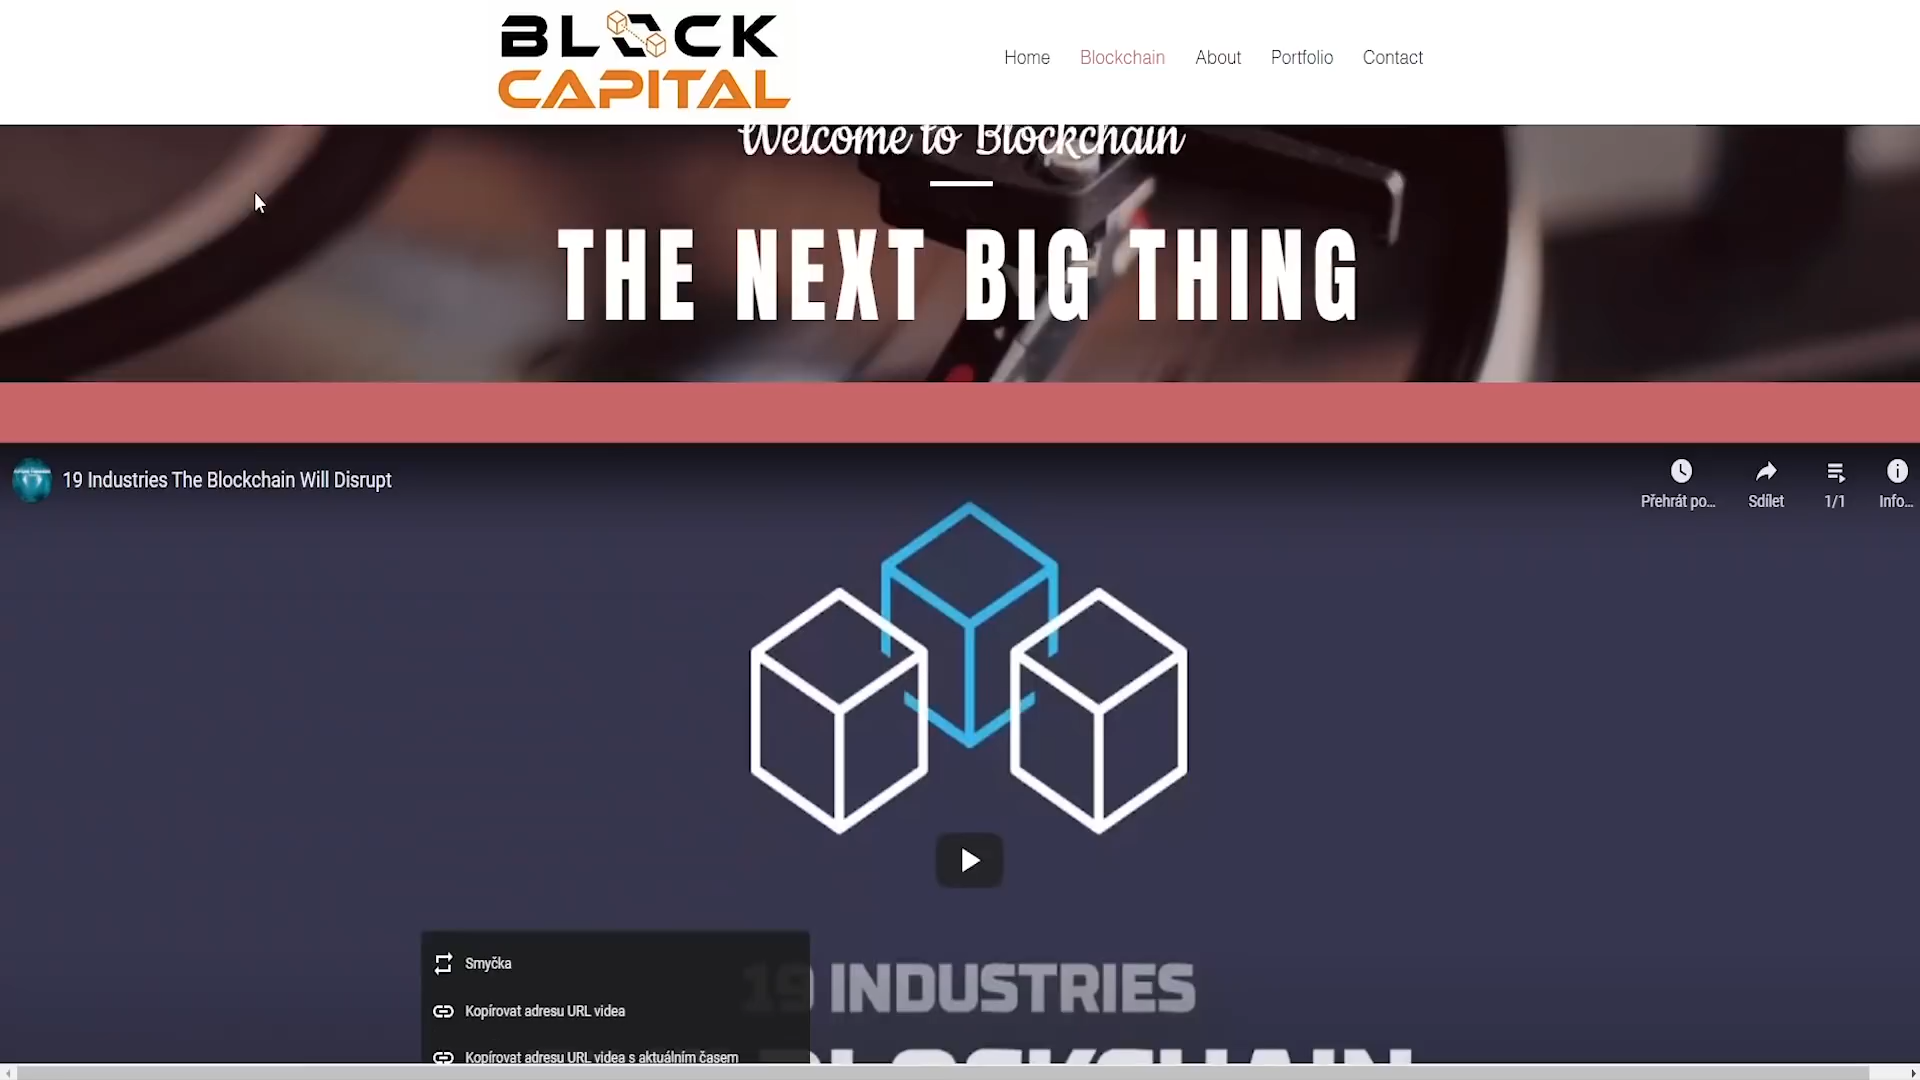 BLOCK
CAPITAL
Home Blockchain About Portfolio Contact
Welcome to Blockchain
THE NEXT BIG THING
19 Industries The Blockchain Will Disrupt
Přehrát po... Sdílet 1/1 Info...
19 INDUSTRIES
BLOCKCHAIN
Smyčka
Kopírovat adresu URL videa
Kopírovat adresu URL videa s aktuálním časem